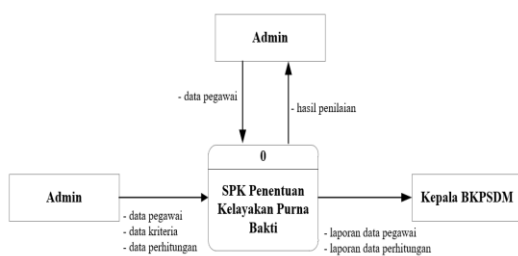 Admin
- data pegawai
- hasil penilaian
0
SPK Penentuan
Kelayakan Purna
Bakti
Admin
- data pegawai
- data kriteria
- data perhitungan
Kepala BKPSDM
- laporan data pegawai
- laporan data perhitungan